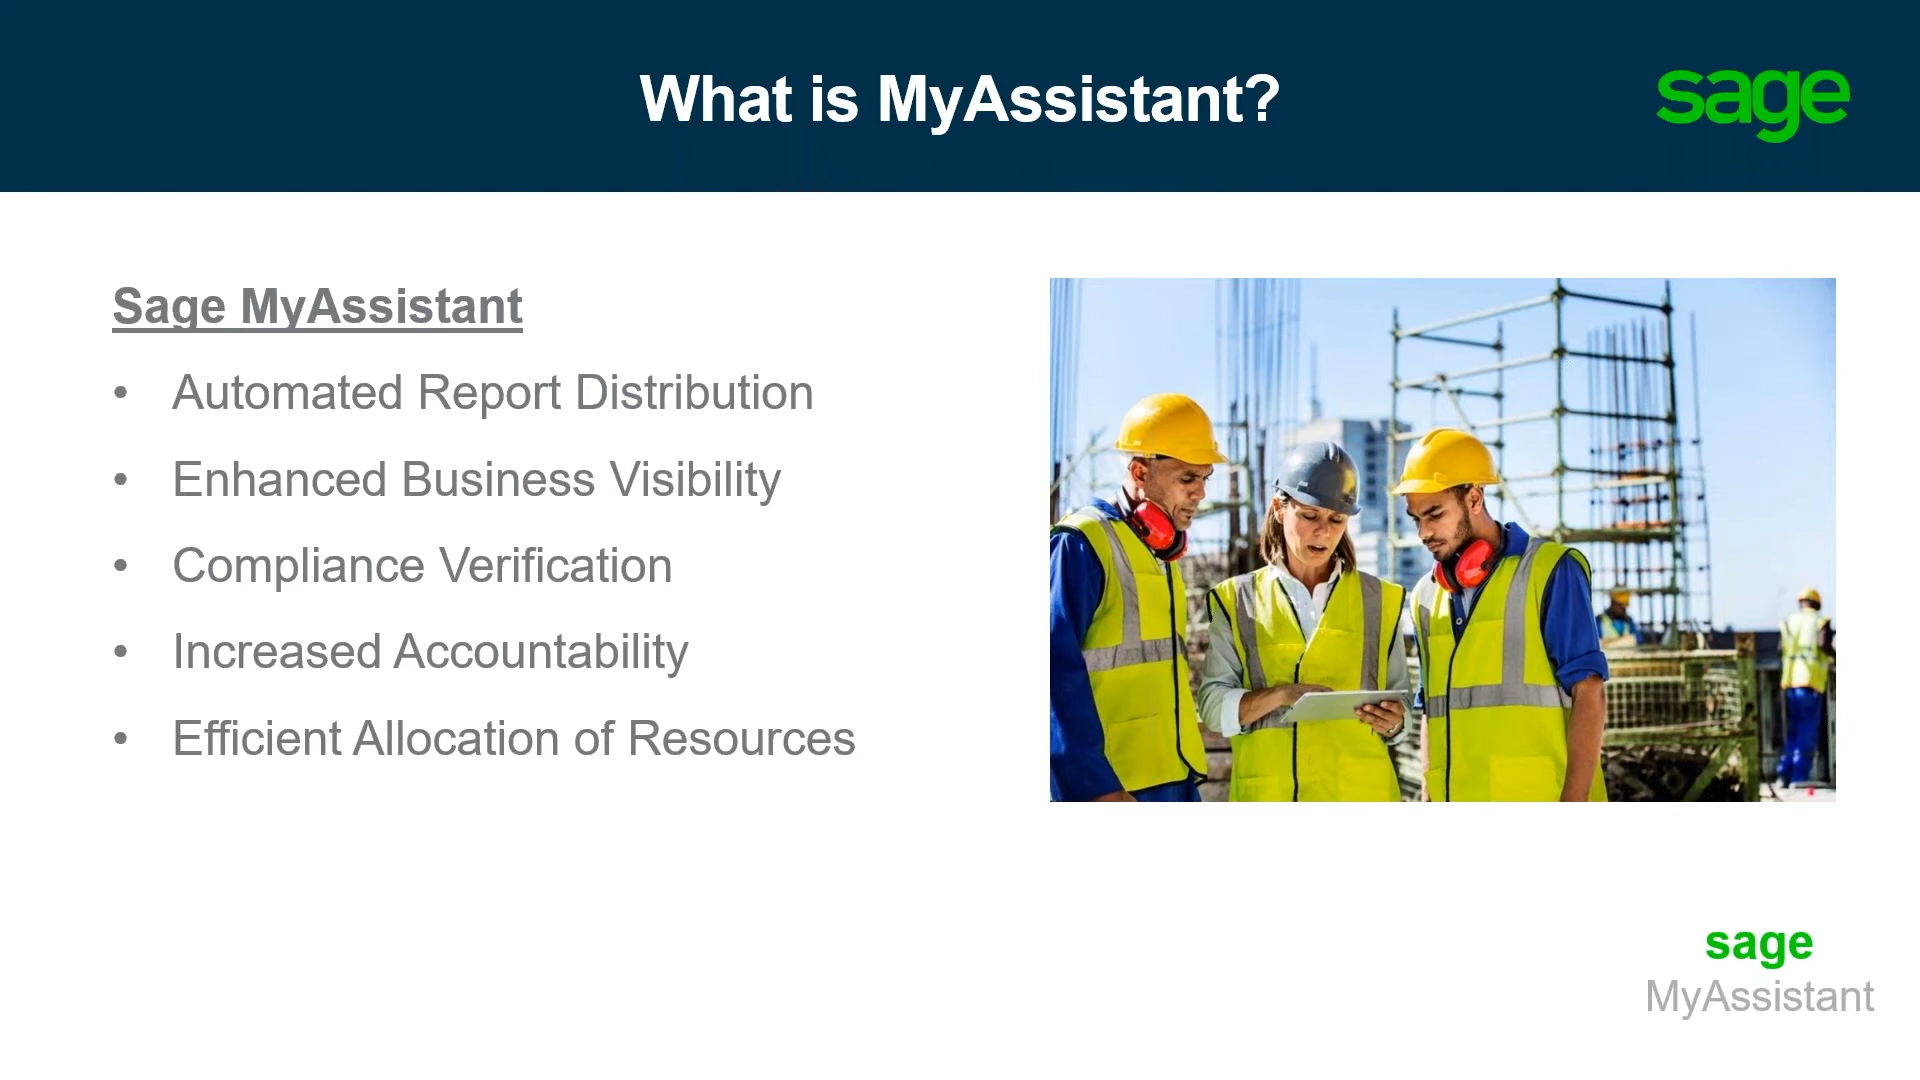 What is MyAssistant?
sage
Sage MyAssistant
• Automated Report Distribution
• Enhanced Business Visibility
• Compliance Verification
• Increased Accountability
• Efficient Allocation of Resources
sage
MyAssistant